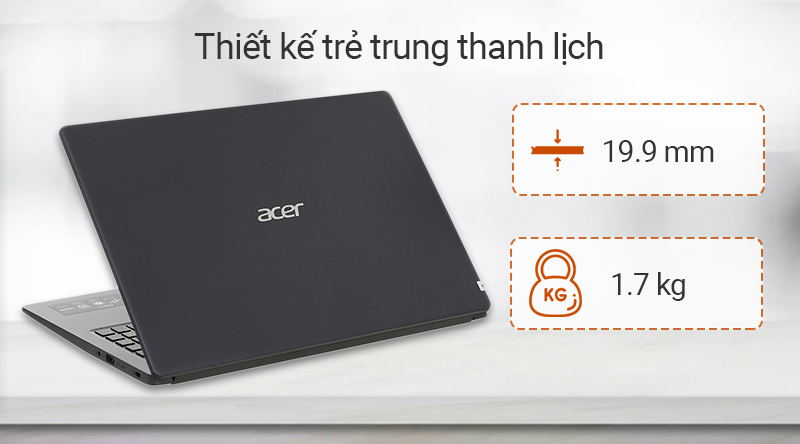 Thiết kế trẻ trung thanh lịch
19.9 mm
acer
KG
1.7 kg